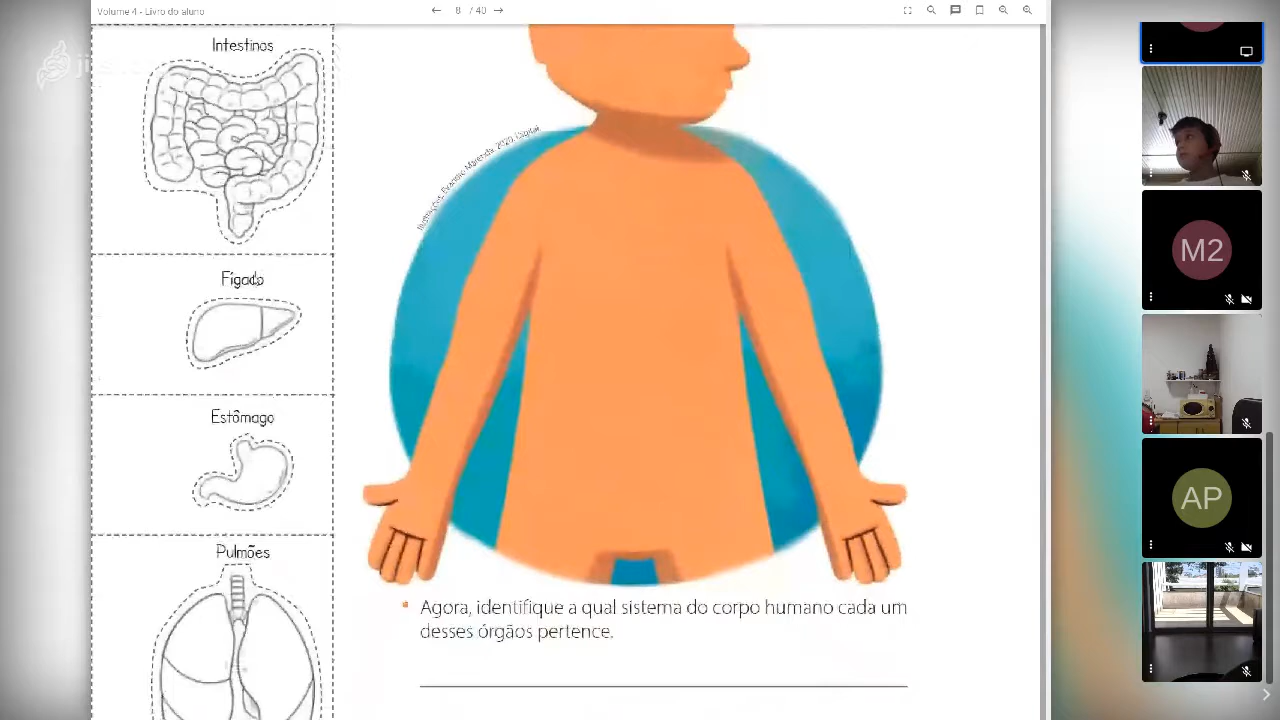 Volume 4 - Livro do aluno
8 / 40
Intestinos
Fígado
Estômago
Pulmões
Agora, identifique a qual sistema do corpo humano cada um
desses órgãos pertence.
M2
AP